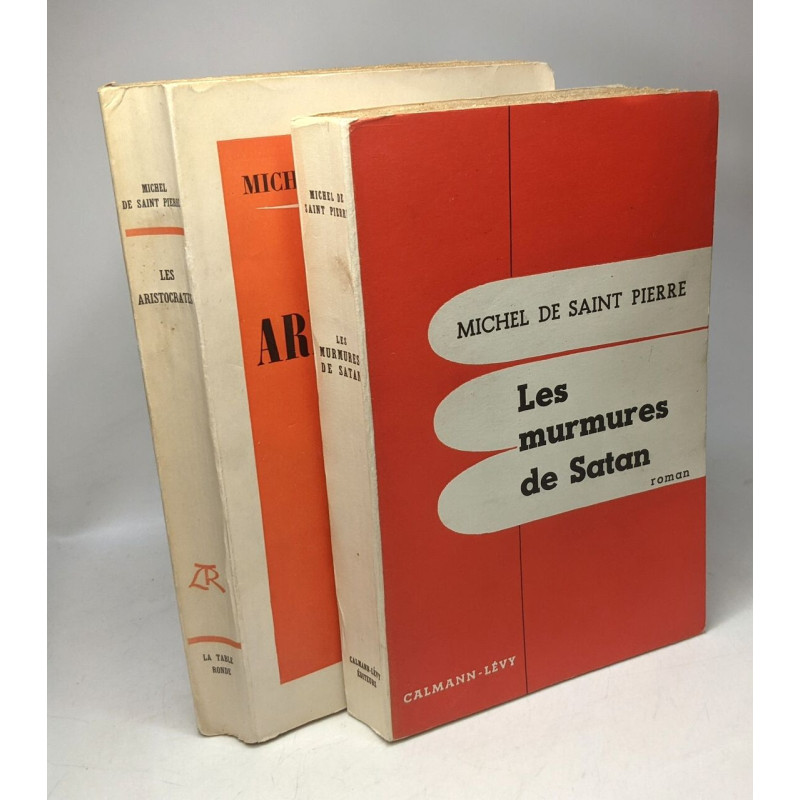 MICHEL
DE SAINT PIERRE
LES
ARISTOCRATES
LA TABLE
RONDE
MICH
AR
MICHEL DE
SAINT PIERRE
LES
MURMURES
DE SATAN
CALMANN-LÉVY
ÉDITEURS
MICHEL DE SAINT PIERRE
Les
murmures
de Satan
roman
CALMANN-LÉVY